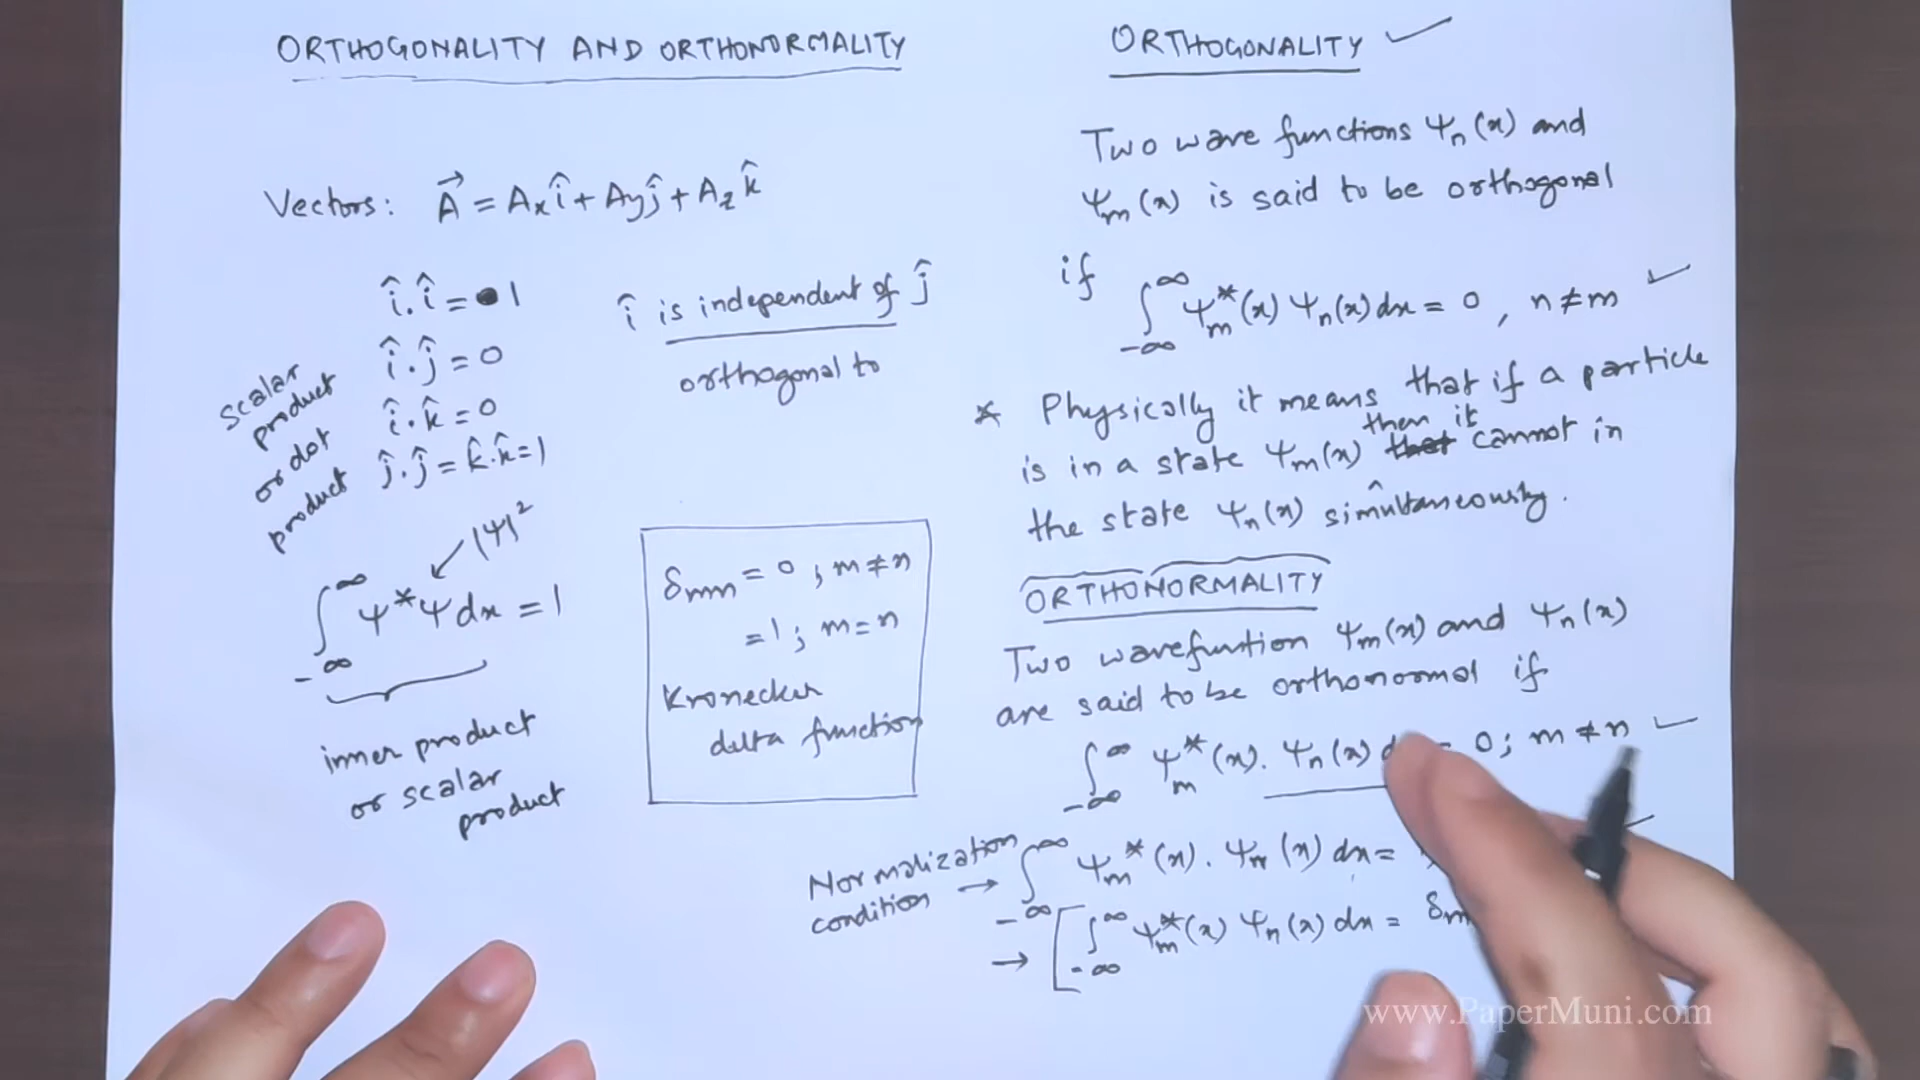 ORTHOGONALITY AND ORTHONORMALITY
Vectors: A⃗ = Axî + Ayĵ + Azk̂
î.î = 1
î.ĵ = 0
î.k̂ = 0
ĵ.ĵ = k̂.k̂ = 1
scalar
product
or dot
product
î is independent of ĵ
orthogonal to
|Ψ|²
∫_{-∞}^{∞} Ψ*Ψ dx = 1
inner product
or scalar
product
δmn = 0 ; m ≠ n
= 1 ; m = n
Kronecker
delta function
ORTHOGONALITY ✓
Two wave functions Ψn(x) and
Ψm(x) is said to be orthogonal
if
∫_{-∞}^{∞} Ψm*(x) Ψn(x) dx = 0 , n ≠ m ✓
* Physically it means that if a particle
is in a state Ψm(x) then it cannot in
the state Ψn(x) simultaneously.
ORTHONORMALITY
Two wavefuntion Ψm(x) and Ψn(x)
are said to be orthonormal if
∫_{-∞}^{∞} Ψm*(x). Ψn(x) d = 0; m ≠ n ✓
Normalization
condition → ∫_{-∞}^{∞} Ψm*(x). Ψm(x) dx =
→ [ ∫_{-∞}^{∞} Ψm*(x) Ψn(x) dx = δm
www.PaperMuni.com